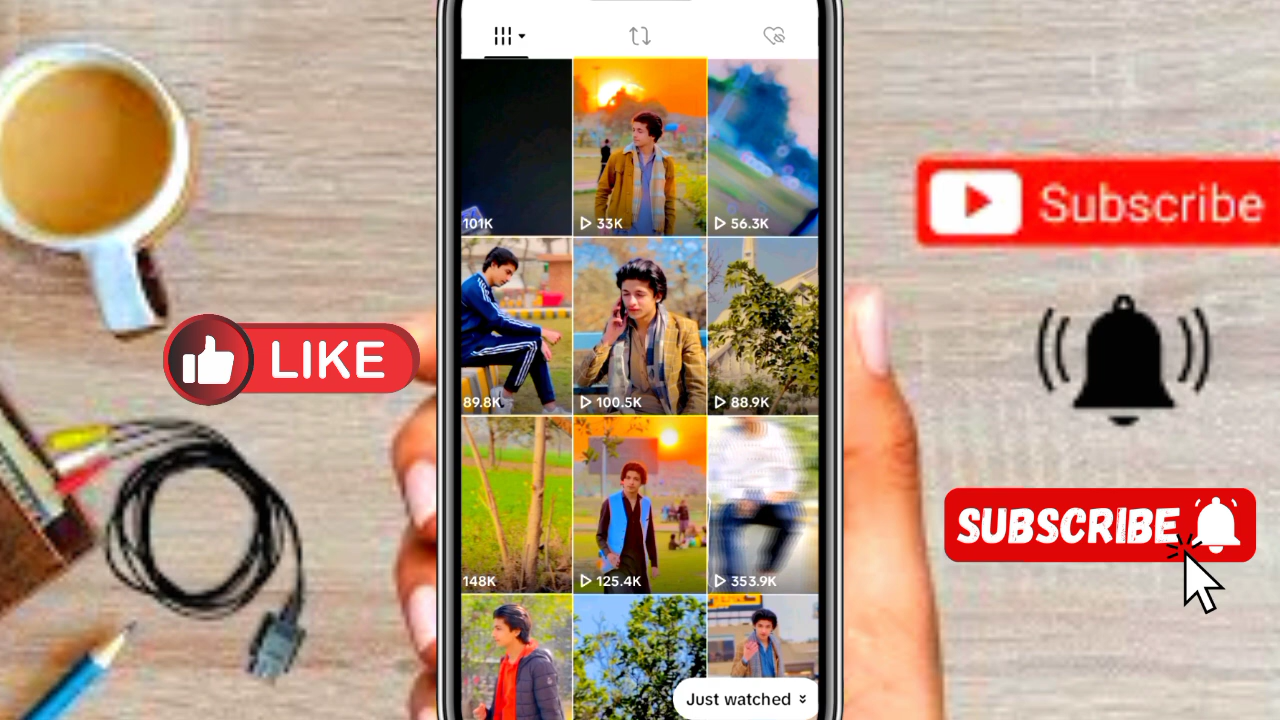 101K
33K
56.3K
Subscribe
LIKE
89.8K
100.5K
88.9K
SUBSCRIBE
148K
125.4K
353.9K
Just watched